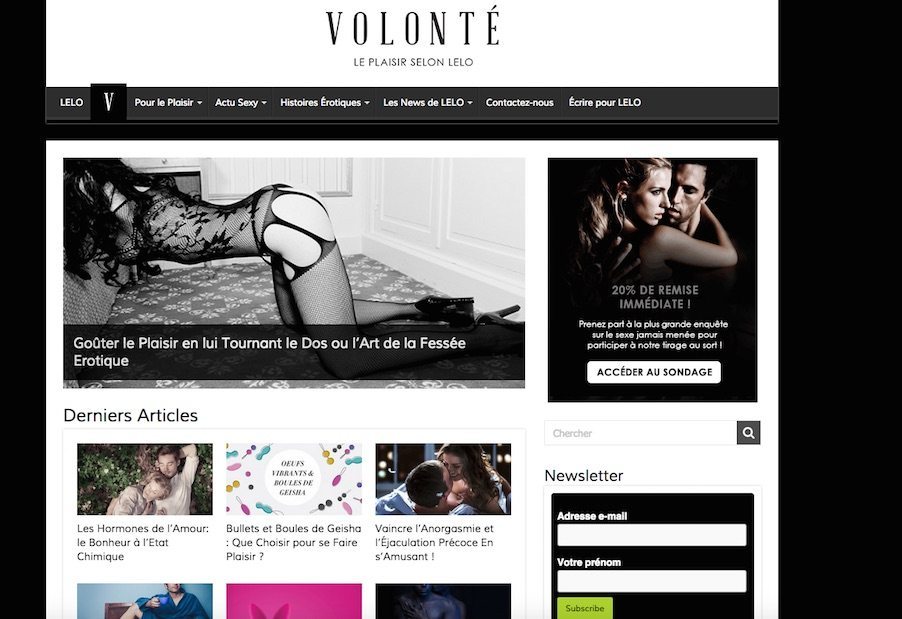 VOLONTÉ
LE PLAISIR SELON LELO
LELO
V
Pour le Plaisir
Actu Sexy
Histoires Érotiques
Les News de LELO
Contactez-nous
Écrire pour LELO
Goûter le Plaisir en lui Tournant le Dos ou l'Art de la Fessée
Erotique
20% DE REMISE
IMMÉDIATE !
Prenez part à la plus grande enquête
sur le sexe jamais menée pour
participer à notre tirage au sort !
ACCÉDER AU SONDAGE
Derniers Articles
OEUFS
VIBRANTS &
BOULES DE
GEISHA
Les Hormones de l'Amour:
le Bonheur à l'Etat
Chimique
Bullets et Boules de Geisha
: Que Choisir pour se Faire
Plaisir ?
Vaincre l'Anorgasmie et
l'Éjaculation Précoce En
s'Amusant !
Chercher
Newsletter
Adresse e-mail
Votre prénom
Subscribe